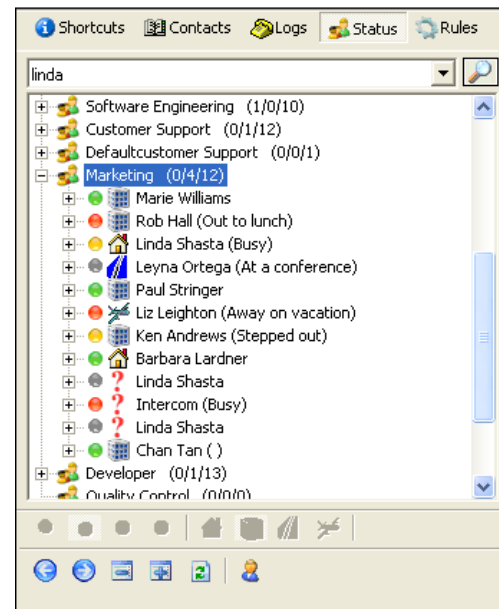 Shortcuts Contacts Logs Status Rules
linda
Software Engineering (1/0/10)
Customer Support (0/1/12)
Defaultcustomer Support (0/0/1)
Marketing (0/4/12)
Marie Williams
Rob Hall (Out to lunch)
Linda Shasta (Busy)
Leyna Ortega (At a conference)
Paul Stringer
Liz Leighton (Away on vacation)
Ken Andrews (Stepped out)
Barbara Lardner
Linda Shasta
Intercom (Busy)
Linda Shasta
Chan Tan ( )
Developer (0/1/13)
Quality Control (0/0/0)